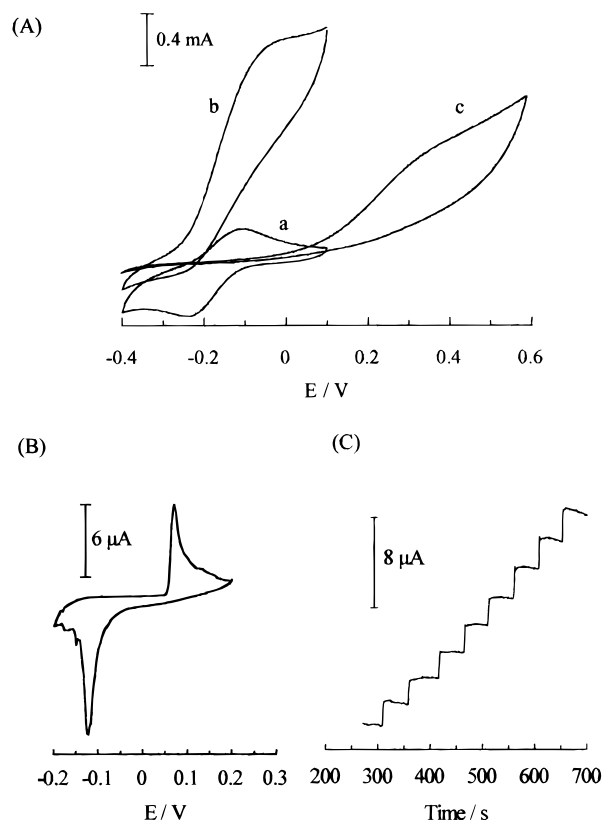 (A)
0.4 mA
b
c
a
-0.4 -0.2 0 0.2 0.4 0.6
E / V
(B)
(C)
6 μA
8 μA
-0.2 -0.1 0 0.1 0.2 0.3
200 300 400 500 600 700
E / V
Time / s